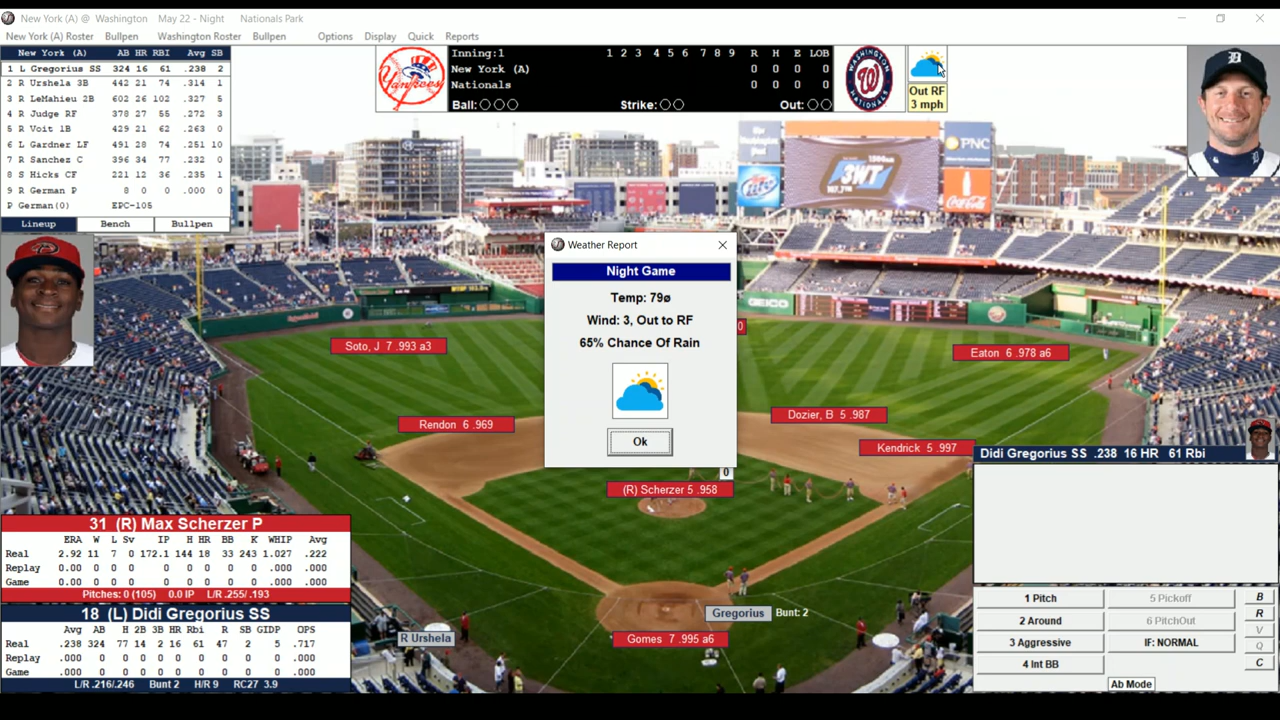 New York (A) @ Washington May 22 - Night Nationals Park
New York (A) Roster Bullpen Washington Roster Bullpen Options Display Quick Reports
New York (A) AB HR RBI Avg SB
1 L Gregorius SS 324 16 61 .238 2
2 R Urshela 3B 442 21 74 .314 1
3 R LeMahieu 2B 602 26 102 .327 5
4 R Judge RF 378 27 55 .272 3
5 R Voit 1B 429 21 62 .263 0
6 L Gardner LF 491 28 74 .251 10
7 R Sanchez C 396 34 77 .232 0
8 S Hicks CF 221 12 36 .235 1
9 R German P 8 0 0 .000 0
P German(0) EPC-105
Lineup Bench Bullpen
Yankees
Inning:1 1 2 3 4 5 6 7 8 9 R H E LOB
New York (A) 0 0 0 0
Nationals 0 0 0 0
Ball: Strike: Out:
WASHINGTON
NATIONALS
Out RF
3 mph
D
PNC
3WT
107.7FM
Coca-Cola
GEICO
Weather Report
Night Game
Temp: 79ø
Wind: 3, Out to RF
65% Chance Of Rain
Ok
0
Soto, J 7 .993 a3
Eaton 6 .978 a6
Rendon 6 .969
Dozier, B 5 .987
Kendrick 5 .997
0
(R) Scherzer 5 .958
Gregorius Bunt: 2
R Urshela
Gomes 7 .995 a6
31 (R) Max Scherzer P
ERA W L Sv IP H HR BB K WHIP Avg
Real 2.92 11 7 0 172.1 144 18 33 243 1.027 .222
Replay 0.00 0 0 0 0 0 0 0 0 .000 .000
Game 0.00 0 0 0 0 0 0 0 0 .000 .000
Pitches: 0 (105) 0.0 IP L/R .255/ .193
18 (L) Didi Gregorius SS
Avg AB H 2B 3B HR Rbi R SB GIDP OPS
Real .238 324 77 14 2 16 61 47 2 5 .717
Replay .000 0 0 0 0 0 0 0 0 0 .000
Game .000 0 0 0 0 0 0 0 0 0 .000
L/R .216/.246 Bunt 2 H/R 9 RC27 3.9
Didi Gregorius SS .238 16 HR 61 Rbi
1 Pitch 5 Pickoff B
2 Around 6 PitchOut R
3 Aggressive IF: NORMAL V
4 Int BB Q
C
Ab Mode